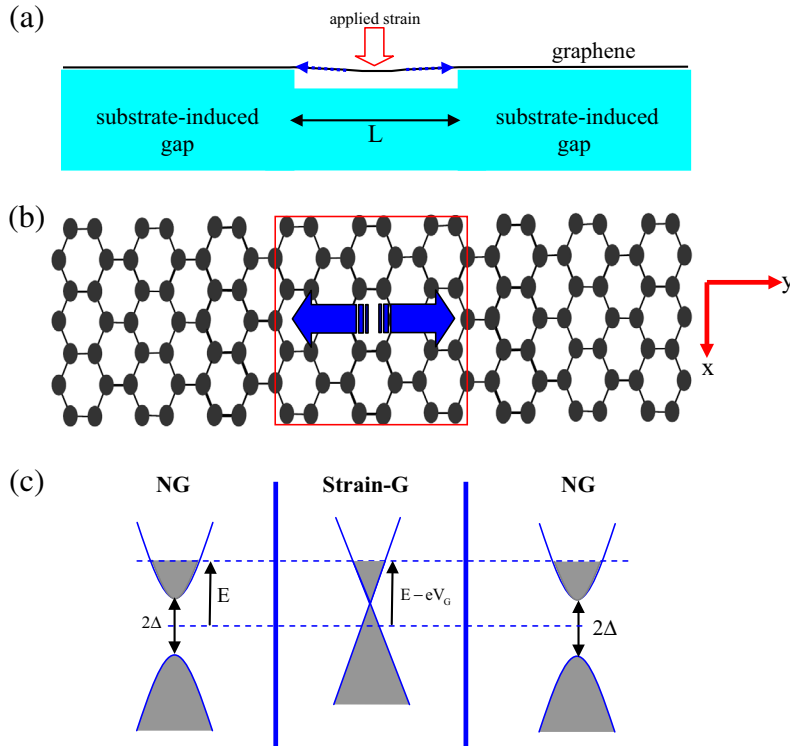 (a)
applied strain
graphene
substrate-induced
gap
L
substrate-induced
gap
(b)
y
x
(c)
NG
Strain-G
NG
E
E − eV_G
2Δ
2Δ